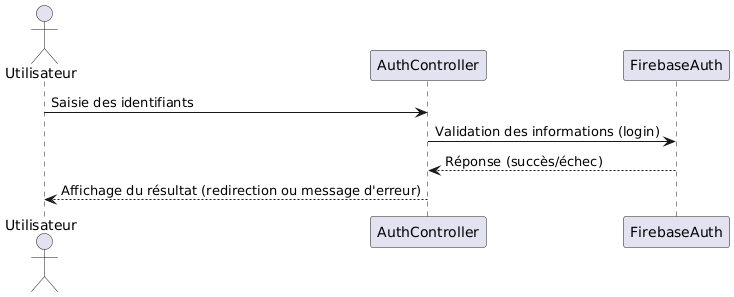 Utilisateur
AuthController
FirebaseAuth
Saisie des identifiants
Validation des informations (login)
Réponse (succès/échec)
Affichage du résultat (redirection ou message d'erreur)
Utilisateur
AuthController
FirebaseAuth